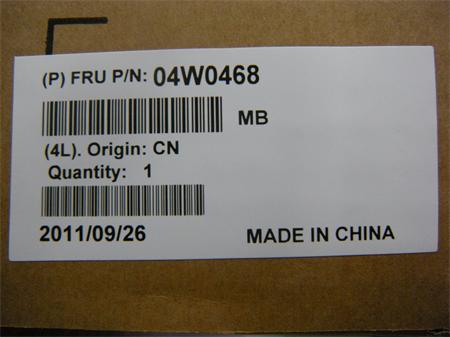 (P) FRU P/N: 04W0468
MB
(4L). Origin: CN
Quantity: 1
2011/09/26 MADE IN CHINA